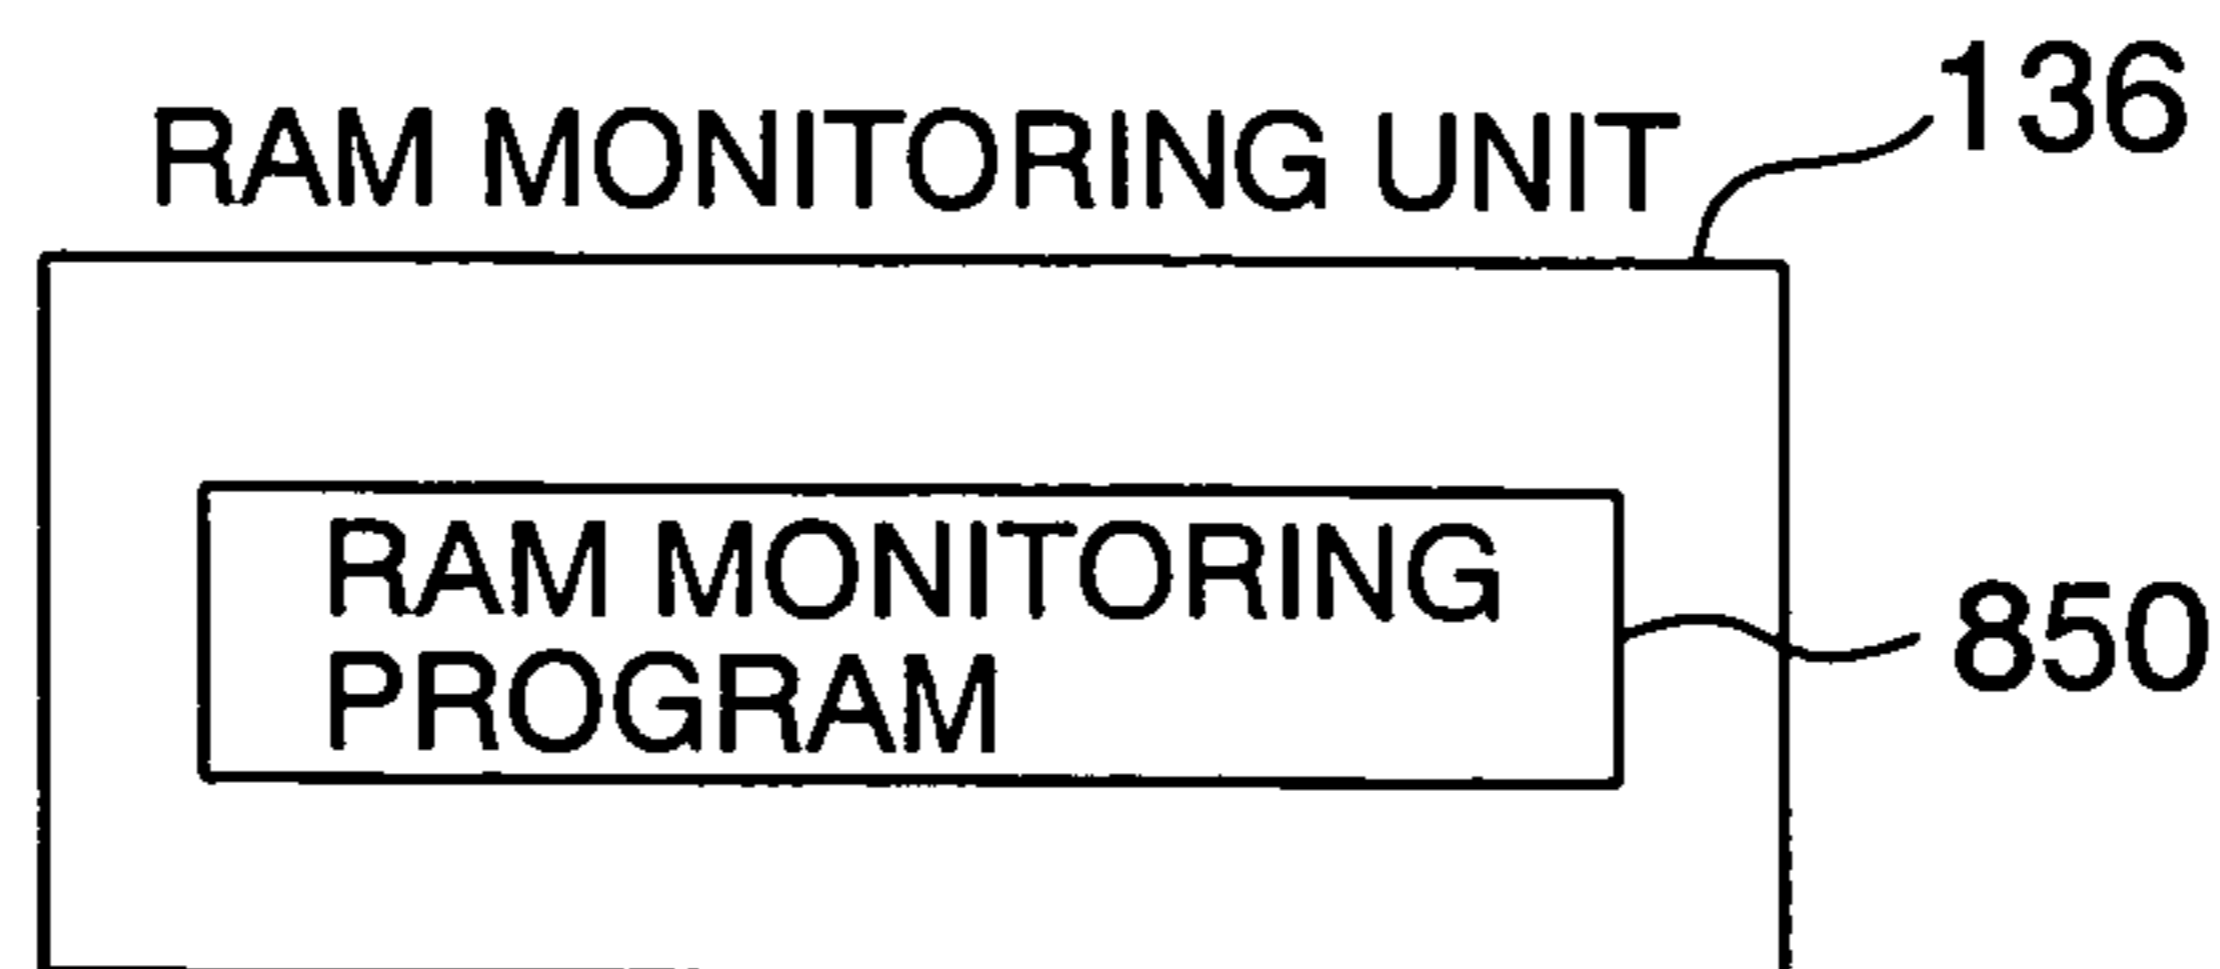 136
RAM MONITORING UNIT
RAM MONITORING
PROGRAM
850